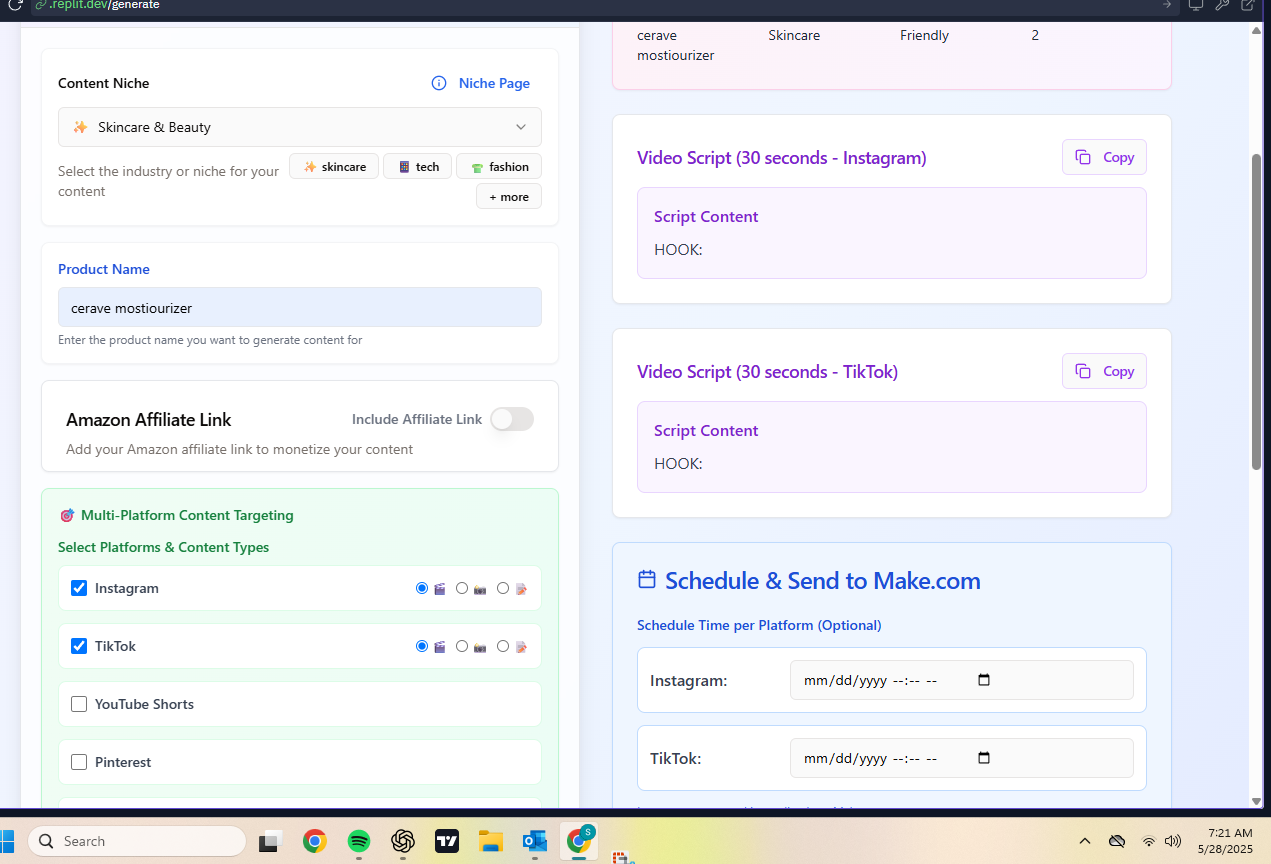 .replit.dev/generate
Content Niche
Niche Page
Skincare & Beauty
Select the industry or niche for your
content
skincare
tech
fashion
+ more
Product Name
cerave mostiourizer
Enter the product name you want to generate content for
Amazon Affiliate Link
Include Affiliate Link
Add your Amazon affiliate link to monetize your content
Multi-Platform Content Targeting
Select Platforms & Content Types
Instagram
TikTok
YouTube Shorts
Pinterest
cerave Skincare Friendly 2
mostiourizer
Video Script (30 seconds - Instagram)
Copy
Script Content
HOOK:
Video Script (30 seconds - TikTok)
Copy
Script Content
HOOK:
Schedule & Send to Make.com
Schedule Time per Platform (Optional)
Instagram: mm/dd/yyyy --:-- --
TikTok: mm/dd/yyyy --:-- --
Search
S
7:21 AM
5/28/2025